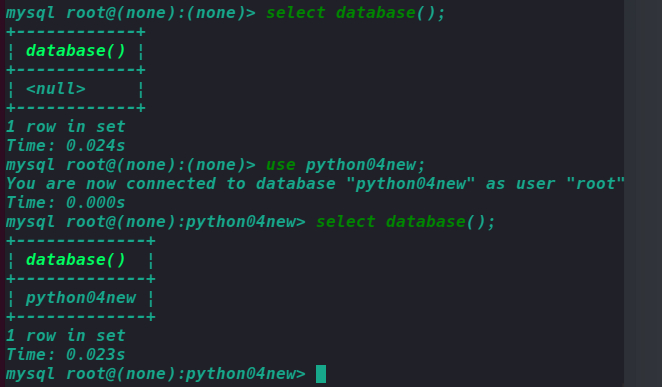 mysql root@(none):(none)> select database();
+------------+
| database() |
+------------+
| <null>     |
+------------+
1 row in set
Time: 0.024s
mysql root@(none):(none)> use python04new;
You are now connected to database "python04new" as user "root"
Time: 0.000s
mysql root@(none):python04new> select database();
+-------------+
| database()  |
+-------------+
| python04new |
+-------------+
1 row in set
Time: 0.023s
mysql root@(none):python04new>